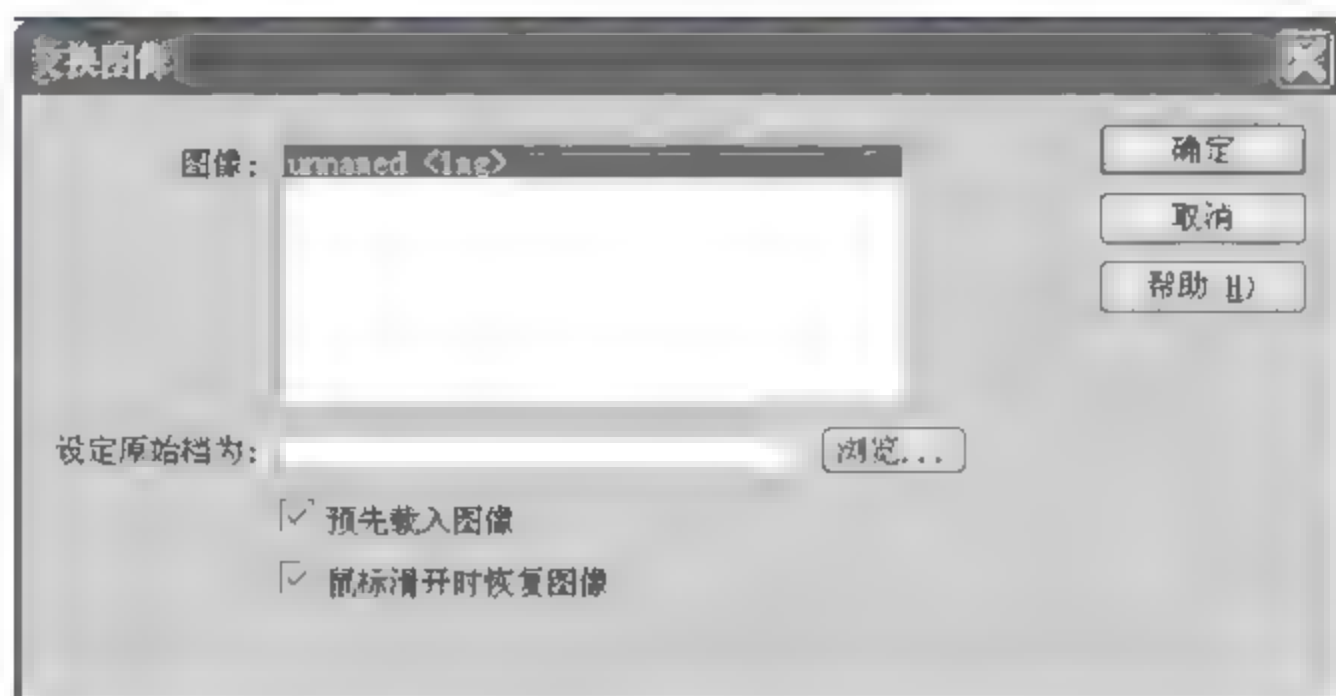 交换图像
图像: unnamed <img>
确定
取消
帮助 H)
设定原始档为:
浏览...
预先载入图像
鼠标滑开时恢复图像